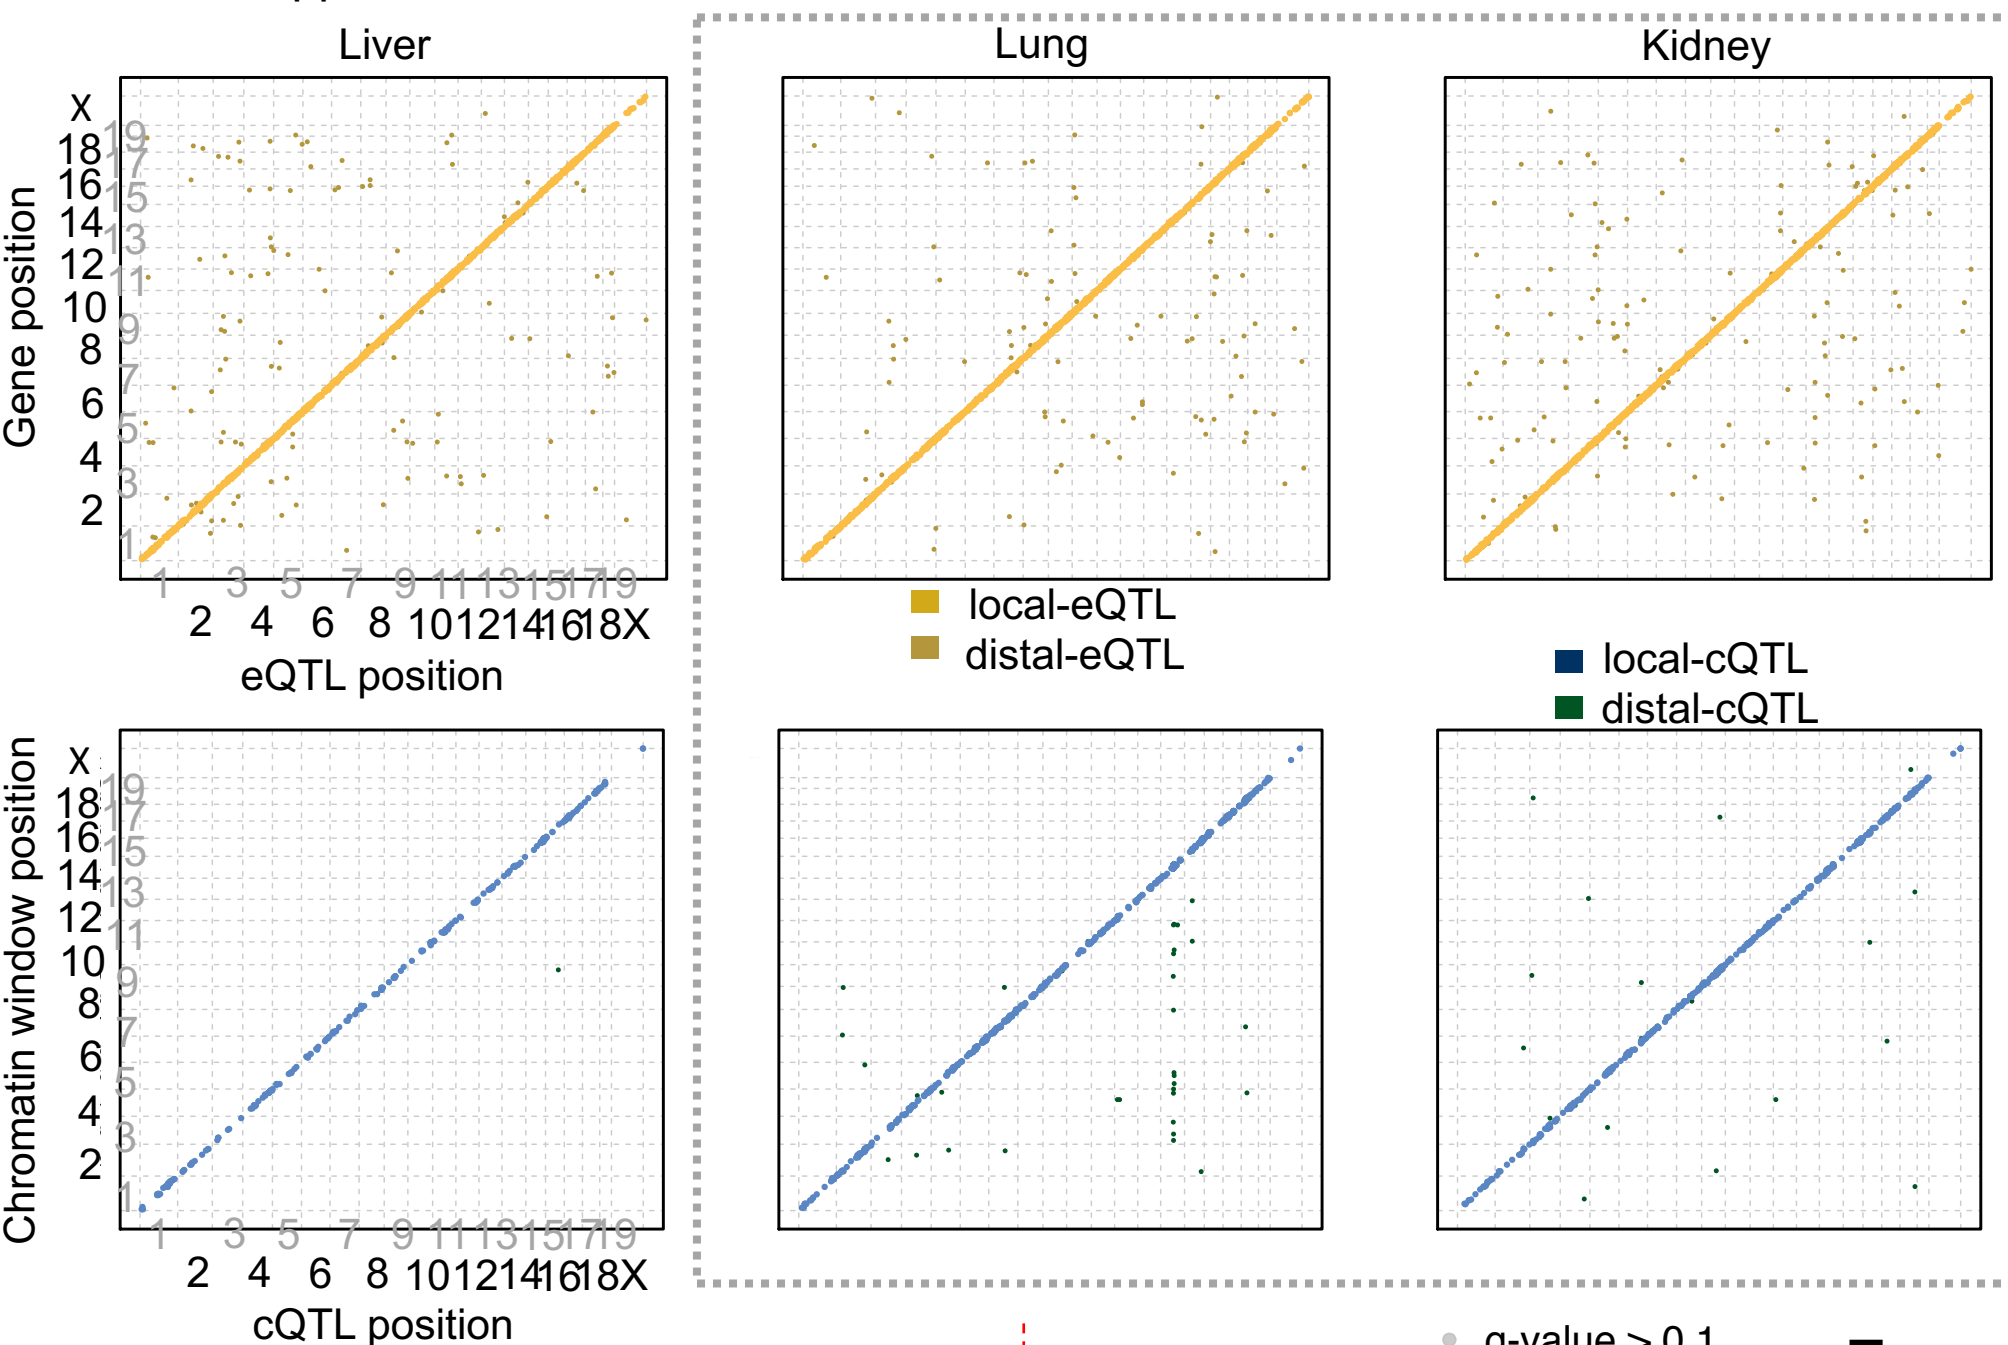 Liver
Lung
Kidney
Gene position
X
19
18
17
16
15
14
13
12
11
10
9
8
7
6
5
4
3
2
1
1 3 5 7 9 11 13 15 17 19
2 4 6 8 10 12 14 16 18 X
eQTL position
local-eQTL
distal-eQTL
local-cQTL
distal-cQTL
Chromatin window position
X
19
18
17
16
15
14
13
12
11
10
9
8
7
6
5
4
3
2
1
1 3 5 7 9 11 13 15 17 19
2 4 6 8 10 12 14 16 18 X
cQTL position
q-value > 0.1